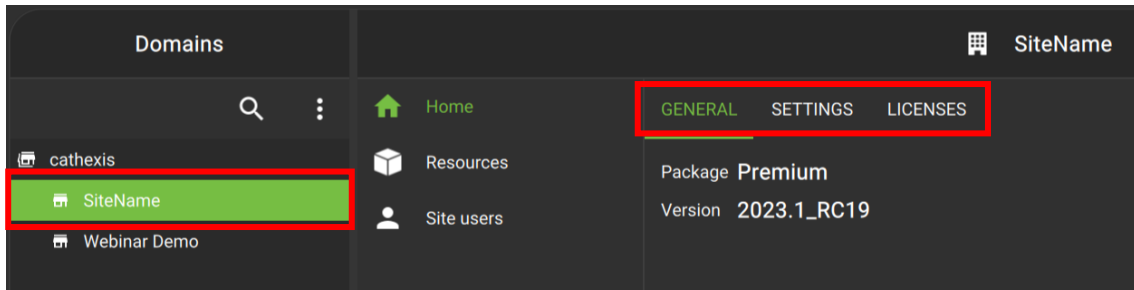 Domains
SiteName
Home
GENERAL SETTINGS LICENSES
cathexis
SiteName
Webinar Demo
Resources
Site users
Package Premium
Version 2023.1_RC19